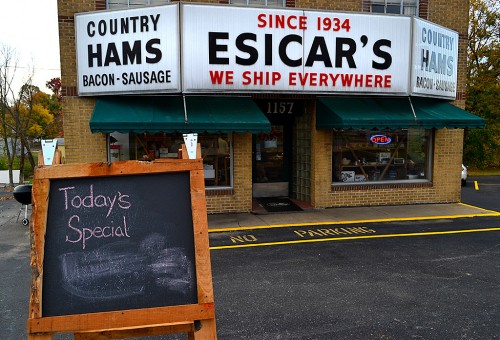 COUNTRY
HAMS
BACON-SAUSAGE
SINCE 1934
ESICAR'S
WE SHIP EVERYWHERE
COUNTRY
HAMS
BACON-SAUSAGE
1157
OPEN
Today's
Special
NO PARKING